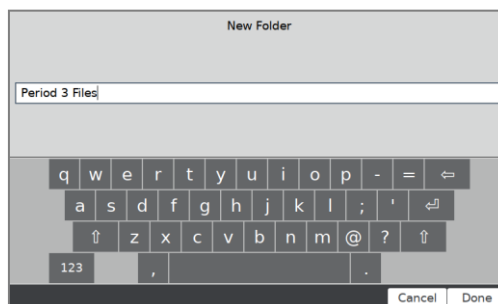 New Folder
Period 3 Files
q w e r t y u i o p - = ⇦
a s d f g h j k l ; ' ⏎
⇧ z x c v b n m @ ? ⇧
123 , .
Cancel Done